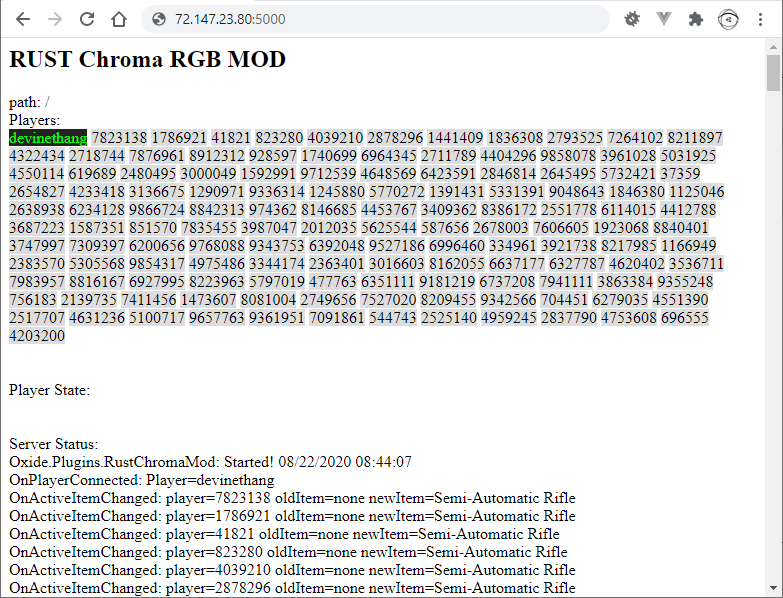 72.147.23.80:5000
RUST Chroma RGB MOD
path: /
Players:
devinethang 7823138 1786921 41821 823280 4039210 2878296 1441409 1836308 2793525 7264102 8211897
4322434 2718744 7876961 8912312 928597 1740699 6964345 2711789 4404296 9858078 3961028 5031925
4550114 619689 2480495 3000049 1592991 9712539 4648569 6423591 2846814 2645495 5732421 37359
2654827 4233418 3136675 1290971 9336314 1245880 5770272 1391431 5331391 9048643 1846380 1125046
2638938 6234128 9866724 8842313 974362 8146685 4453767 3409362 8386172 2551778 6114015 4412788
3687223 1587351 851570 7835455 3987047 2012035 5625544 587656 2678003 7606605 1923068 8840401
3747997 7309397 6200656 9768088 9343753 6392048 9527186 6996460 334961 3921738 8217985 1166949
2383570 5305568 9854317 4975486 3344174 2363401 3016603 8162055 6637177 6327787 4620402 3536711
7983957 8816167 6927995 8223963 5797019 477763 6351111 9181219 6737208 7941111 3863384 9355248
756183 2139735 7411456 1473607 8081004 2749656 7527020 8209455 9342566 704451 6279035 4551390
2517707 4631236 5100717 9657763 9361951 7091861 544743 2525140 4959245 2837790 4753608 696555
4203200
Player State:
Server Status:
Oxide.Plugins.RustChromaMod: Started! 08/22/2020 08:44:07
OnPlayerConnected: Player=devinethang
OnActiveItemChanged: player=7823138 oldItem=none newItem=Semi-Automatic Rifle
OnActiveItemChanged: player=1786921 oldItem=none newItem=Semi-Automatic Rifle
OnActiveItemChanged: player=41821 oldItem=none newItem=Semi-Automatic Rifle
OnActiveItemChanged: player=823280 oldItem=none newItem=Semi-Automatic Rifle
OnActiveItemChanged: player=4039210 oldItem=none newItem=Semi-Automatic Rifle
OnActiveItemChanged: player=2878296 oldItem=none newItem=Semi-Automatic Rifle